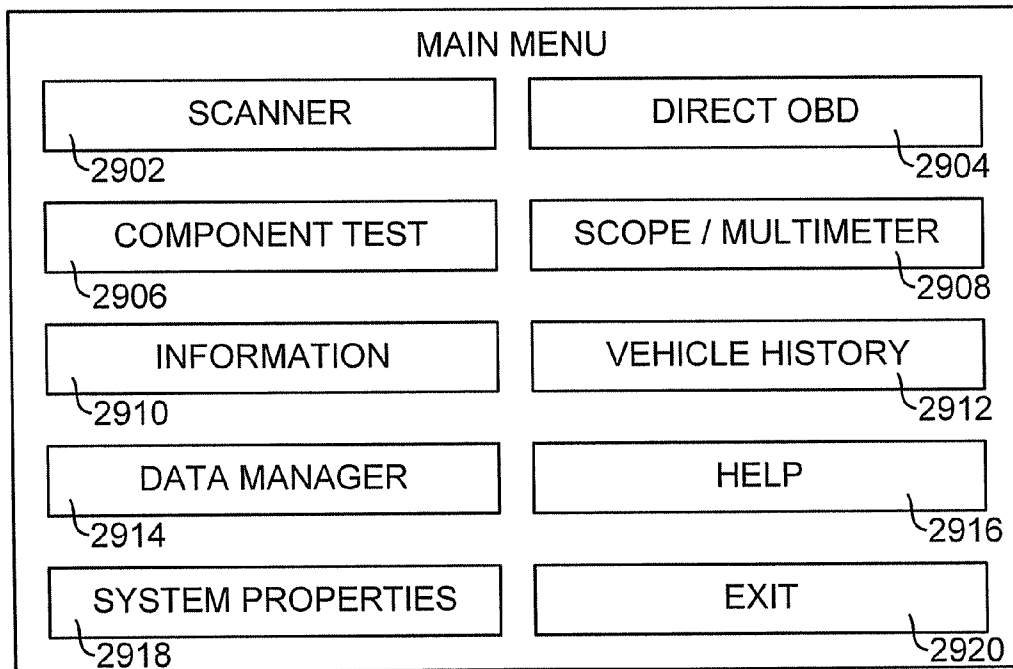 MAIN MENU
SCANNER DIRECT OBD
2902 2904
COMPONENT TEST SCOPE / MULTIMETER
2906 2908
INFORMATION VEHICLE HISTORY
2910 2912
DATA MANAGER HELP
2914 2916
SYSTEM PROPERTIES EXIT
2918 2920